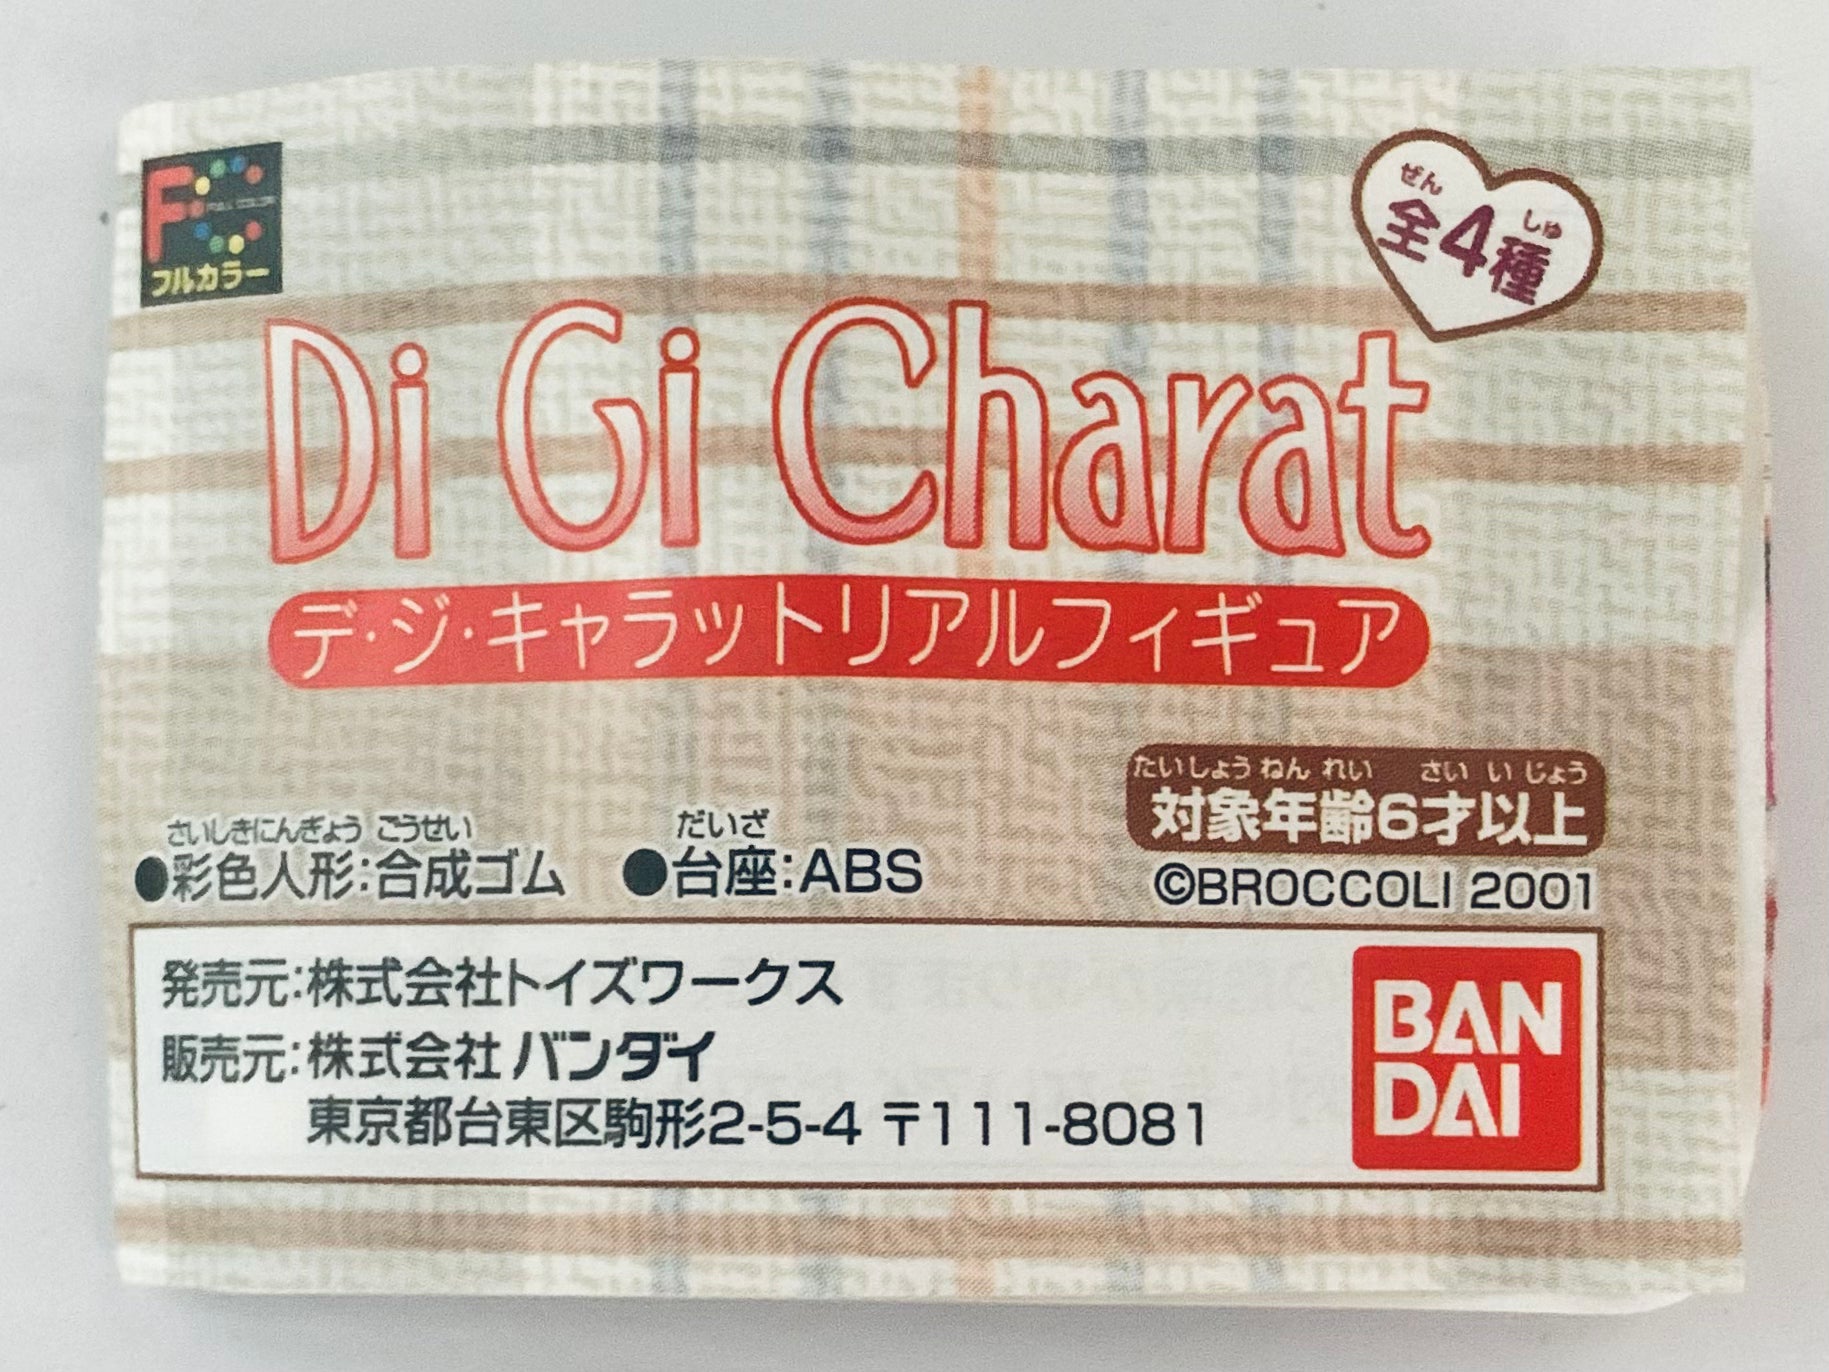 F FULL COLOR
フルカラー
ぜん しゅ
全4種
Di Gi Charat
デ・ジ・キャラットリアルフィギュア
たいしょうねんれい さいいじょう
対象年齢6才以上
さいしきにんぎょう ごうせい だいざ
●彩色人形:合成ゴム ●台座:ABS
©BROCCOLI 2001
発売元:株式会社トイズワークス
販売元:株式会社 バンダイ
東京都台東区駒形2-5-4 〒111-8081
BAN
DAI